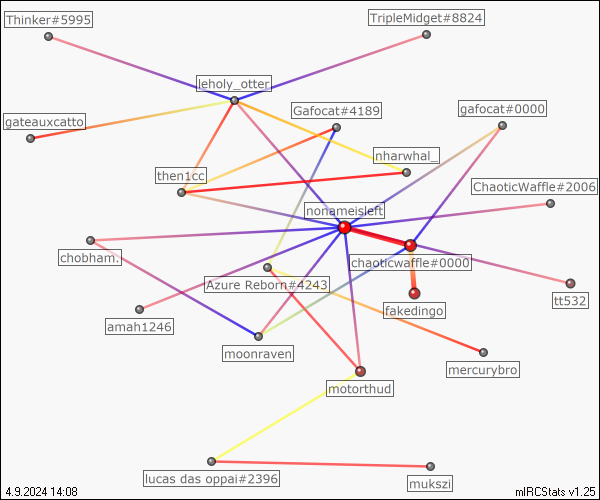 Thinker#5995
TripleMidget#8824
leholy_otter
Gafocat#4189
gafocat#0000
gateauxcatto
nharwhal_
then1cc
ChaoticWaffle#2006
nonameisleft
chobham.
chaoticwaffle#0000
Azure Reborn#4243
tt532
fakedingo
amah1246
moonraven
mercurybro
motorthud
lucas das oppai#2396
mukszi
4.9.2024 14:08
mIRCStats v1.25